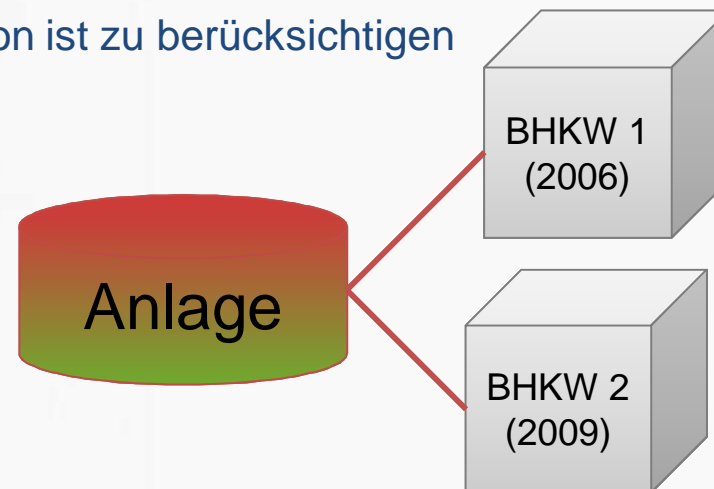 on ist zu berücksichtigen
BHKW 1
(2006)
Anlage
BHKW 2
(2009)